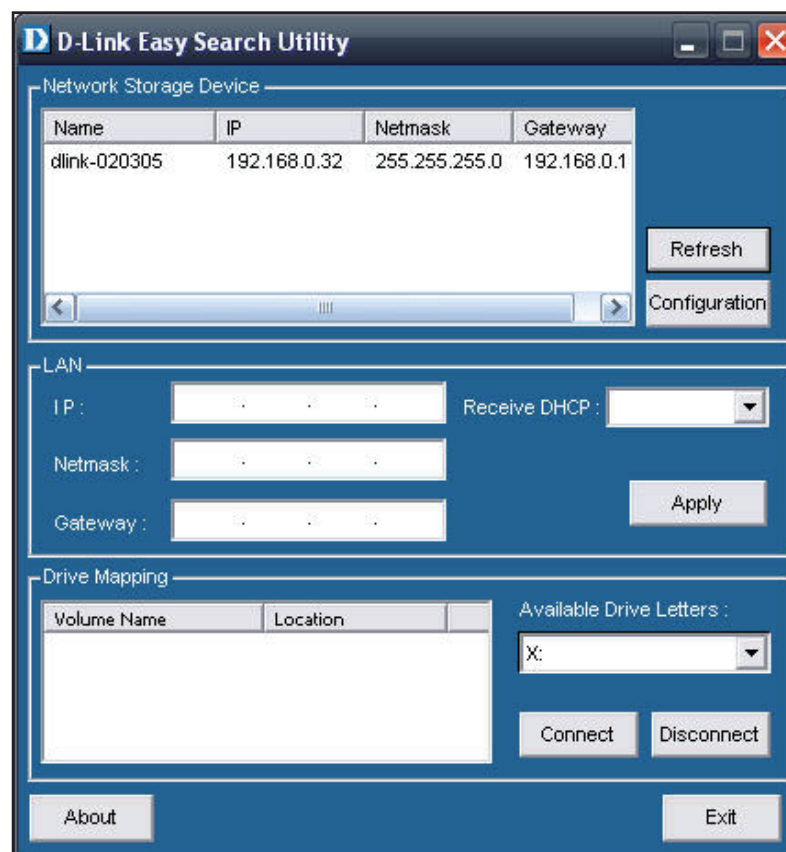 D D-Link Easy Search Utility
Network Storage Device
Name IP Netmask Gateway
dlink-020305 192.168.0.32 255.255.255.0 192.168.0.1
Refresh
Configuration
LAN
IP : . . . Receive DHCP :
Netmask : . . .
Apply
Gateway : . . .
Drive Mapping
Volume Name Location
Available Drive Letters :
X:
Connect Disconnect
About Exit